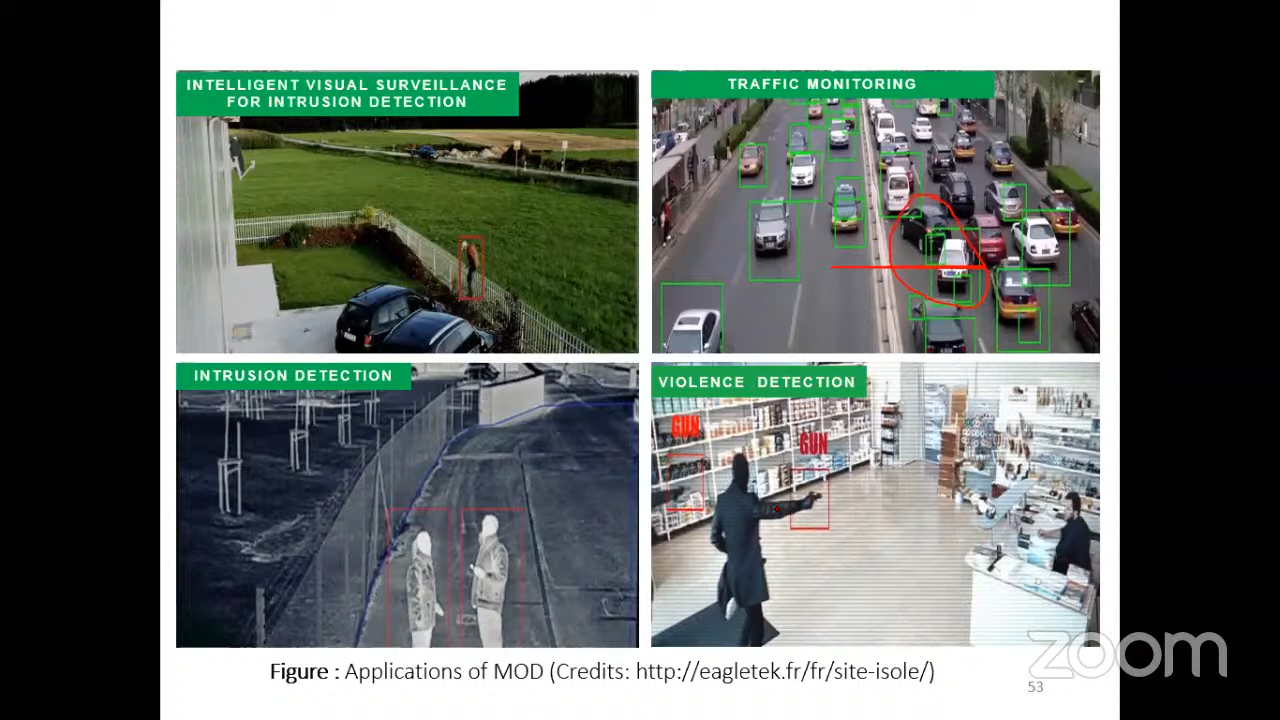 INTELLIGENT VISUAL SURVEILLANCE
FOR INTRUSION DETECTION
TRAFFIC MONITORING
INTRUSION DETECTION
VIOLENCE DETECTION
GUN
GUN
Figure : Applications of MOD (Credits: http://eagletek.fr/fr/site-isole/)
53
zoom